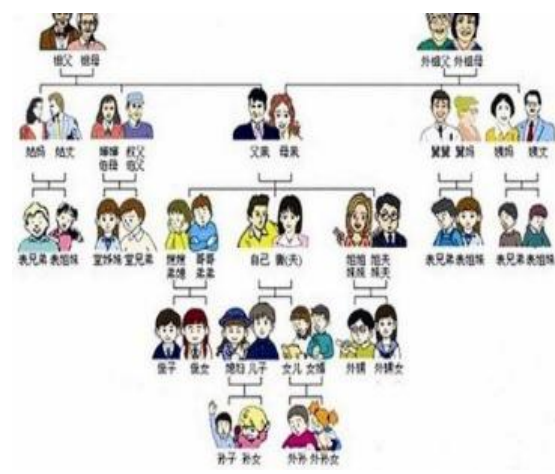 祖父 祖母 外祖父 外祖母
姑妈 姑丈 婶婶 叔父 父亲 母亲 舅舅 舅妈 姨妈 姨丈
伯母 伯父
表兄弟 表姐妹 堂姊妹 堂兄弟 嫂嫂 哥哥 自己 妻(夫) 姐姐 姐夫 表兄弟 表姐妹 表兄弟 表姐妹
弟媳 弟弟 妹妹 妹夫
侄子 侄女 媳妇 儿子 女儿 女婿 外甥 外甥女
孙子 孙女 外孙 外孙女